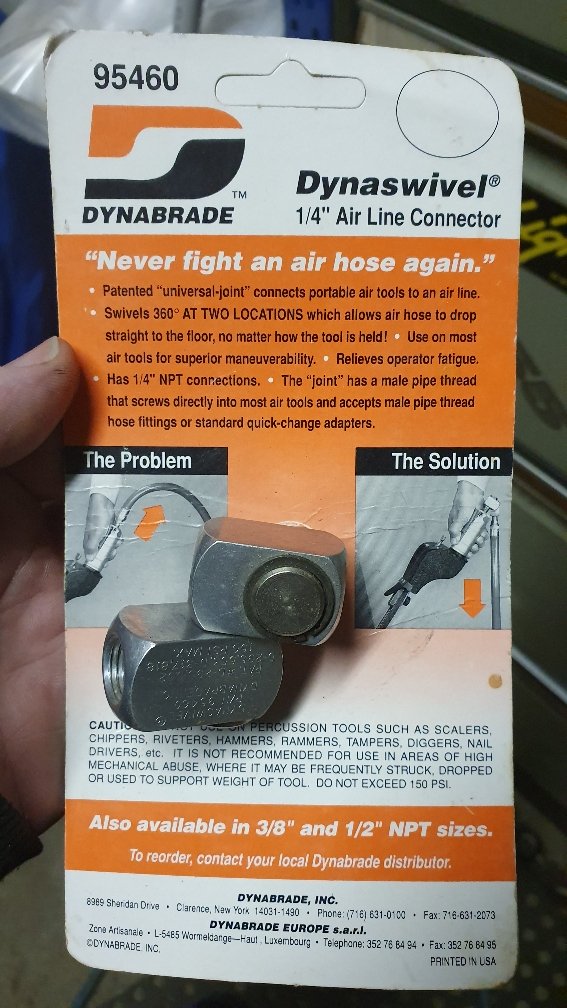 95460
DYNABRADE™
Dynaswivel®
1/4" Air Line Connector
“Never fight an air hose again.”
• Patented “universal-joint” connects portable air tools to an air line.
• Swivels 360° AT TWO LOCATIONS which allows air hose to drop
straight to the floor, no matter how the tool is held! • Use on most
air tools for superior maneuverability. • Relieves operator fatigue.
• Has 1/4" NPT connections. • The “joint” has a male pipe thread
that screws directly into most air tools and accepts male pipe thread
hose fittings or standard quick-change adapters.
The Problem
The Solution
150 PSI MAX
USE ON PERCUSSION TOOLS SUCH AS SCALERS,
CHIPPERS, RIVETERS, HAMMERS, RAMMERS, TAMPERS, DIGGERS, NAIL
DRIVERS, etc. IT IS NOT RECOMMENDED FOR USE IN AREAS OF HIGH
MECHANICAL ABUSE, WHERE IT MAY BE FREQUENTLY STRUCK, DROPPED
OR USED TO SUPPORT WEIGHT OF TOOL. DO NOT EXCEED 150 PSI.
Also available in 3/8" and 1/2" NPT sizes.
To reorder, contact your local Dynabrade distributor.
DYNABRADE, INC.
8989 Sheridan Drive • Clarence, New York 14031-1490 • Phone: (716) 631-0100 • Fax: 716-631-2073
DYNABRADE EUROPE s.a.r.l.
Zone Artisanale • L-5485 Wormeldange—Haut, Luxembourg • Telephone: 352 76 84 94 • Fax: 352 76 84 95
©DYNABRADE, INC.
PRINTED IN USA